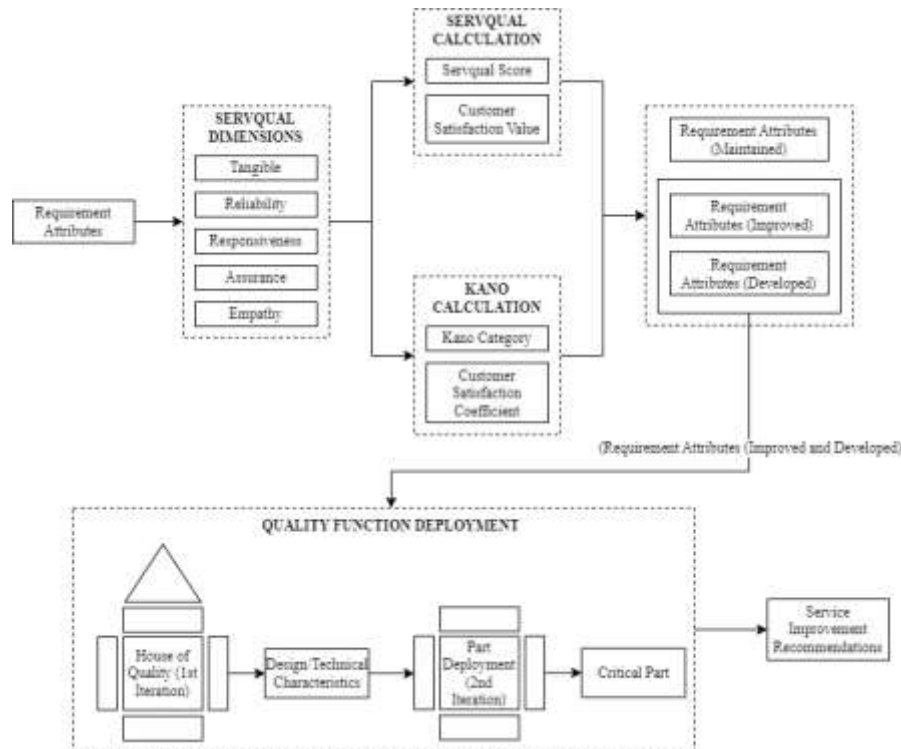 SERVQUAL
CALCULATION
Servqual Score
Customer
Satisfaction Value
SERVQUAL
DIMENSIONS
Tangible
Reliability
Responsiveness
Assurance
Empathy
Requirement
Attributes
KANO
CALCULATION
Kano Category
Customer
Satisfaction
Coefficient
Requirement Attributes
(Maintained)
Requirement
Attributes (Improved)
Requirement
Attributes (Developed)
(Requirement Attributes (Improved and Developed)
QUALITY FUNCTION DEPLOYMENT
House of
Quality (1st
Iteration)
Design/Technical
Characteristics
Part
Deployment
(2nd
Iteration)
Critical Part
Service
Improvement
Recommendations